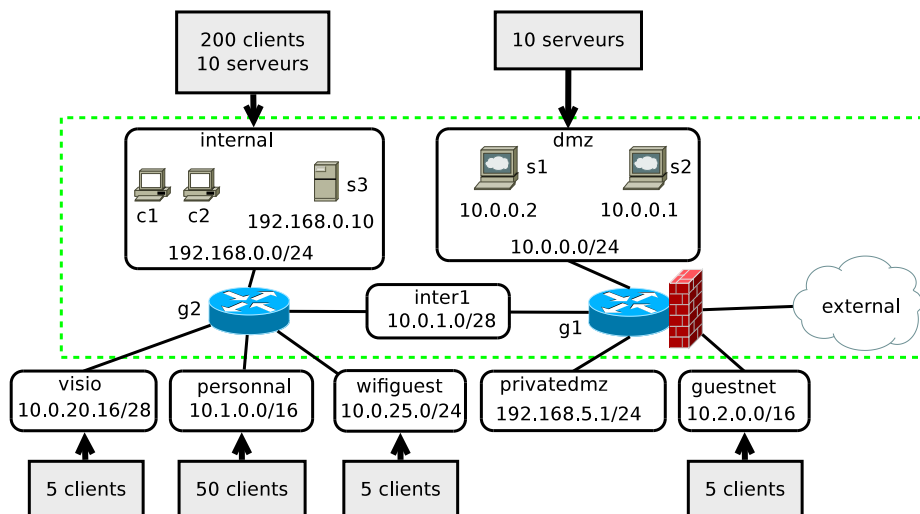 200 clients
10 serveurs
10 serveurs
internal
c1
c2
s3
192.168.0.10
192.168.0.0/24
dmz
s1
s2
10.0.0.2
10.0.0.1
10.0.0.0/24
g2
inter1
10.0.1.0/28
g1
external
visio
10.0.20.16/28
personnal
10.1.0.0/16
wifiguest
10.0.25.0/24
privatedmz
192.168.5.1/24
guestnet
10.2.0.0/16
5 clients
50 clients
5 clients
5 clients